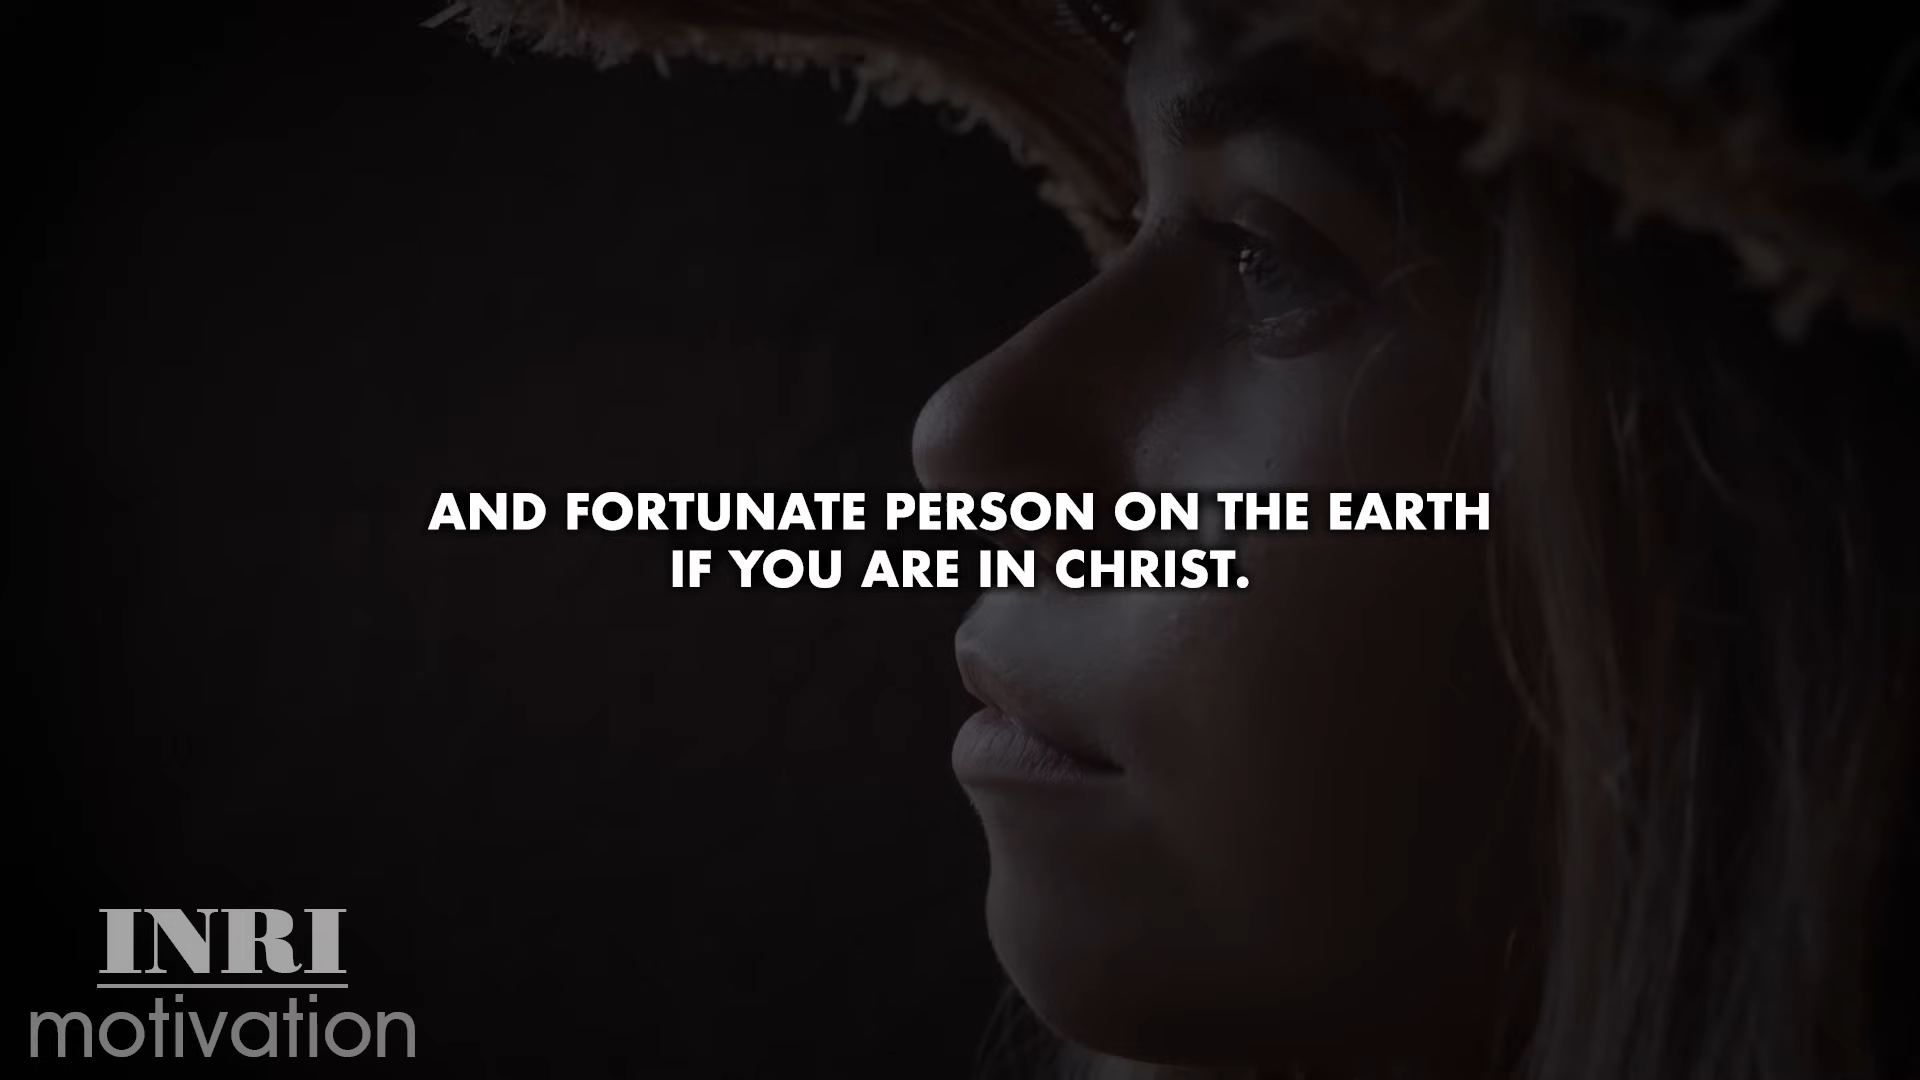 AND FORTUNATE PERSON ON THE EARTH
IF YOU ARE IN CHRIST.
INRI
motivation